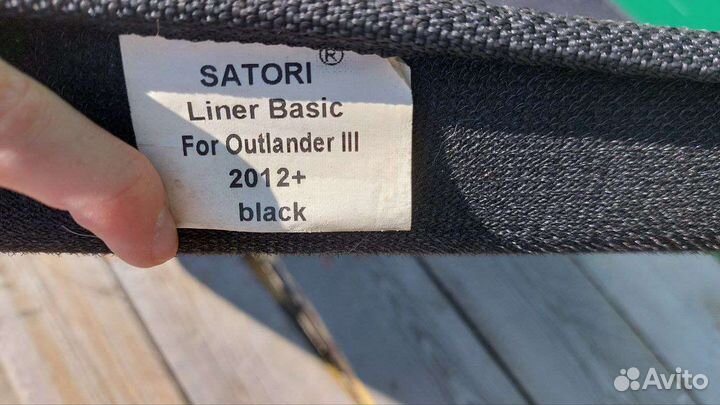 SATORI®
Liner Basic
For Outlander III
2012+
black
Avito